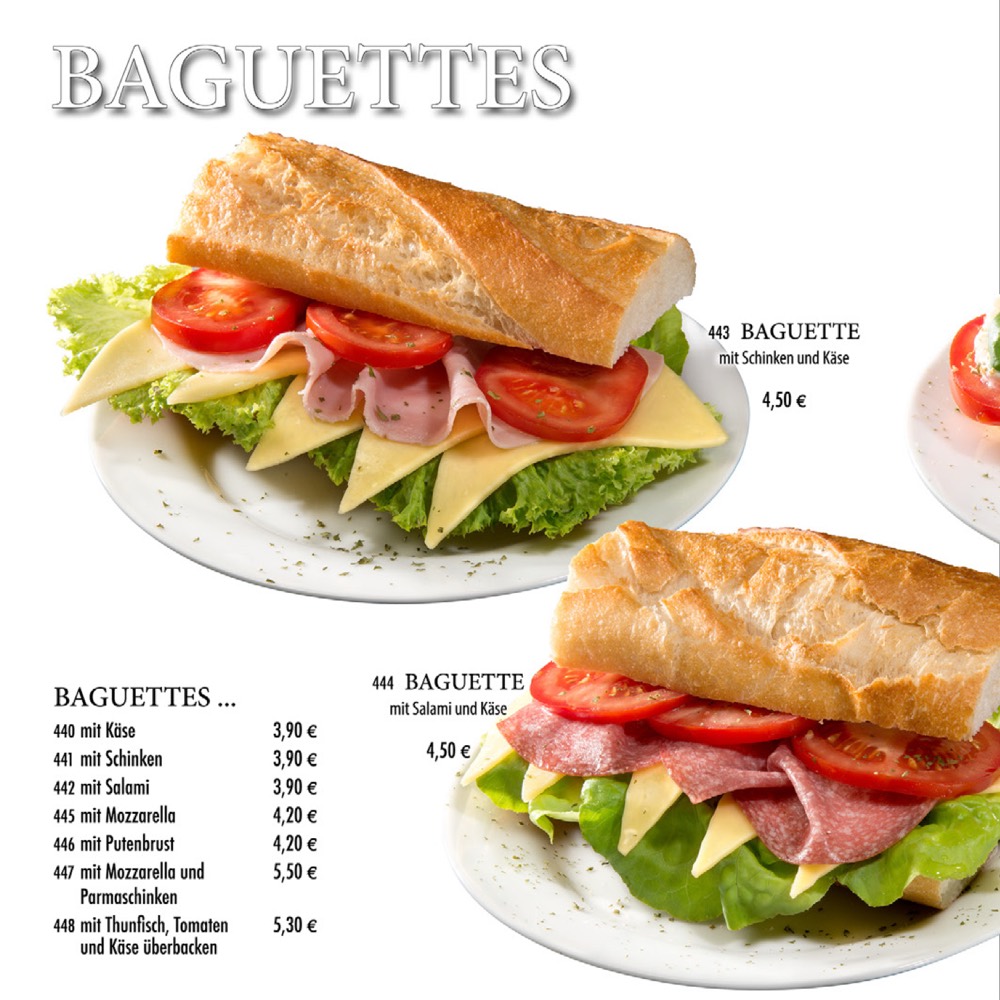 BAGUETTES
443 BAGUETTE
mit Schinken und Käse
4,50 €
444 BAGUETTE
mit Salami und Käse
4,50 €
BAGUETTES ...
440 mit Käse 3,90 €
441 mit Schinken 3,90 €
442 mit Salami 3,90 €
445 mit Mozzarella 4,20 €
446 mit Putenbrust 4,20 €
447 mit Mozzarella und 5,50 €
Parmaschinken
448 mit Thunfisch, Tomaten 5,30 €
und Käse überbacken